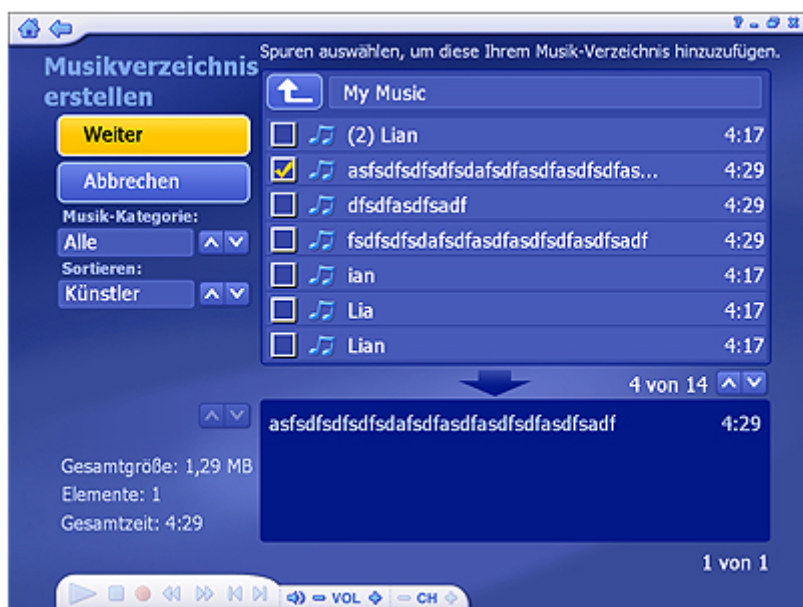 Spuren auswählen, um diese Ihrem Musik-Verzeichnis hinzuzufügen.
Musikverzeichnis
erstellen
Weiter
Abbrechen
Musik-Kategorie:
Alle
Sortieren:
Künstler
My Music
(2) Lian 4:17
asfsdfsdfsdfsdafsdfasdfasdfsdfas... 4:29
dfsdfasdfsadf 4:29
fsdfsdfsdafsdfasdfasdfsdfasdfsadf 4:29
ian 4:17
Lia 4:17
Lian 4:17
4 von 14
asfsdfsdfsdfsdafsdfasdfasdfsdfasdfsadf 4:29
Gesamtgröße: 1,29 MB
Elemente: 1
Gesamtzeit: 4:29
1 von 1
VOL CH